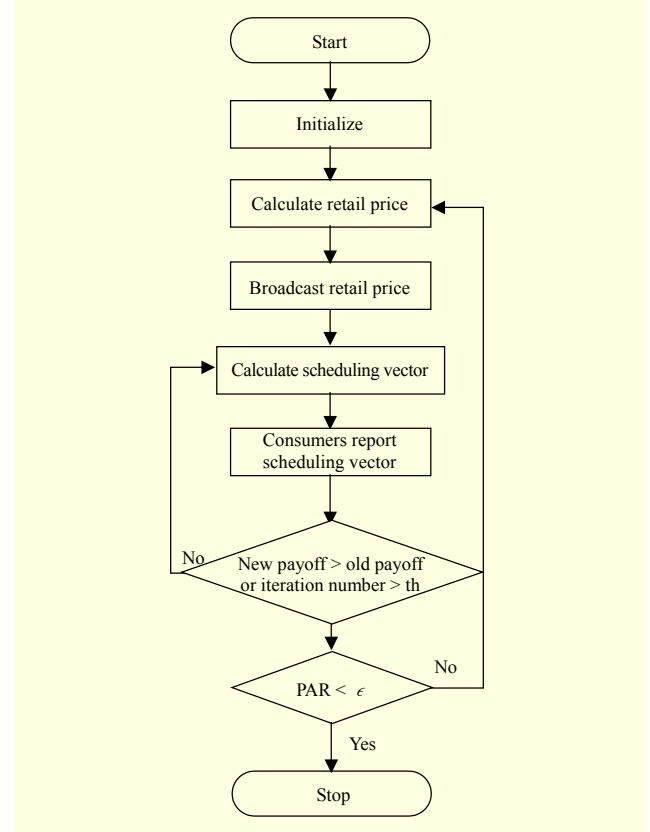 Start
Initialize
Calculate retail price
Broadcast retail price
Calculate scheduling vector
Consumers report
scheduling vector
No
New payoff > old payoff
or iteration number > th
No
PAR < ϵ
Yes
Stop